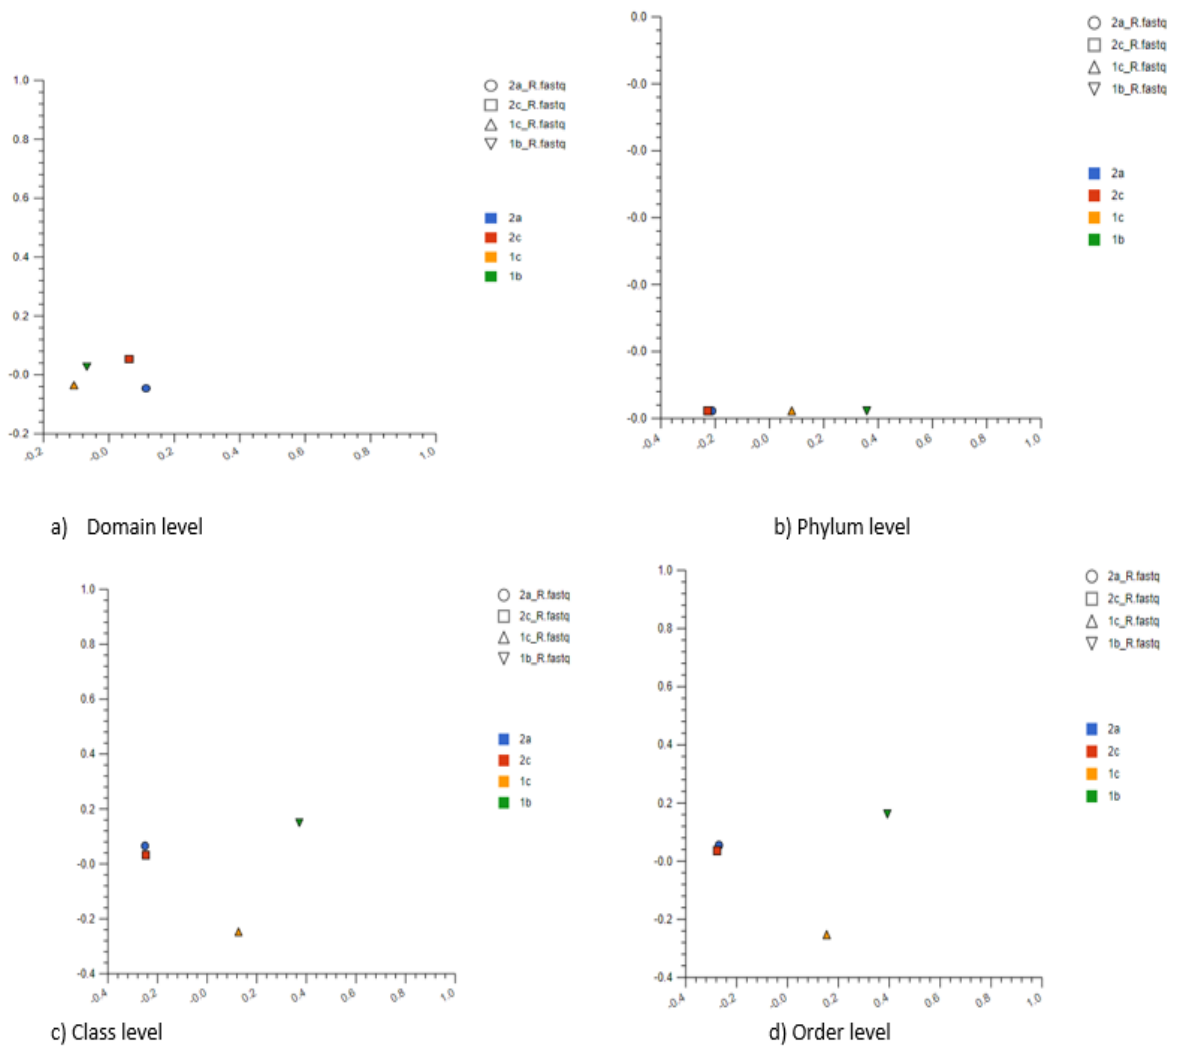 1.0
0.8
0.6
0.4
0.2
-0.0
-0.2
-0.2
-0.0
0.2
0.4
0.6
0.8
1.0
2a_R.fastq
2c_R.fastq
1c_R.fastq
1b_R.fastq
2a
2c
1c
1b
a) Domain level
0.0
-0.0
-0.0
-0.0
-0.0
-0.0
-0.0
-0.4
-0.2
-0.0
0.2
0.4
0.6
0.8
1.0
2a_R.fastq
2c_R.fastq
1c_R.fastq
1b_R.fastq
2a
2c
1c
1b
b) Phylum level
1.0
0.8
0.6
0.4
0.2
-0.0
-0.2
-0.4
-0.4
-0.2
-0.0
0.2
0.4
0.6
0.8
1.0
2a_R.fastq
2c_R.fastq
1c_R.fastq
1b_R.fastq
2a
2c
1c
1b
c) Class level
1.0
0.8
0.6
0.4
0.2
-0.0
-0.2
-0.4
-0.4
-0.2
-0.0
0.2
0.4
0.6
0.8
1.0
2a_R.fastq
2c_R.fastq
1c_R.fastq
1b_R.fastq
2a
2c
1c
1b
d) Order level